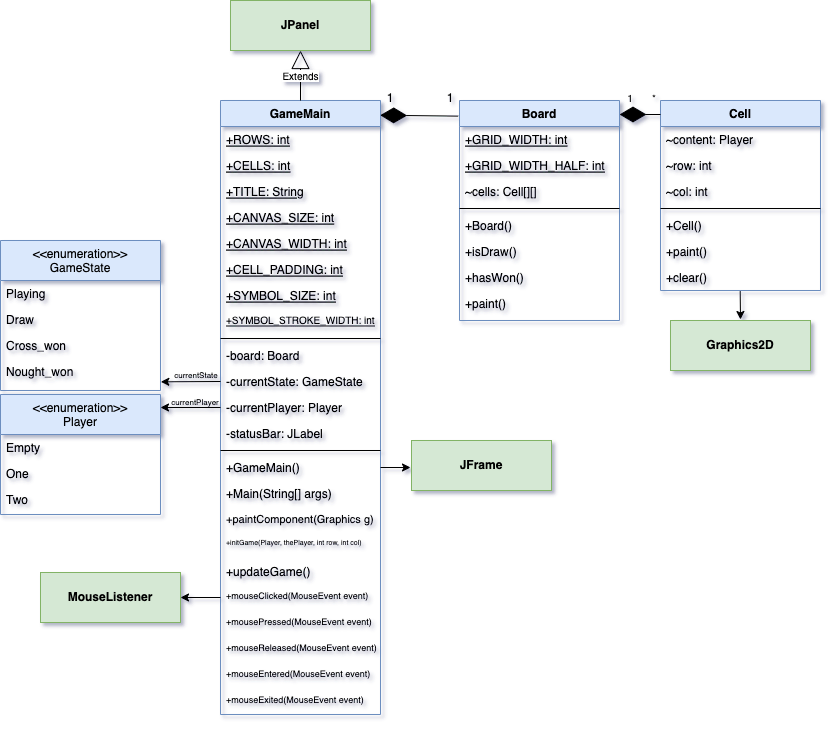 JPanel
Extends
GameMain
+ROWS: int
+CELLS: int
+TITLE: String
+CANVAS_SIZE: int
+CANVAS_WIDTH: int
+CELL_PADDING: int
+SYMBOL_SIZE: int
+SYMBOL_STROKE_WIDTH: int
-board: Board
-currentState: GameState
-currentPlayer: Player
-statusBar: JLabel
+GameMain()
+Main(String[] args)
+paintComponent(Graphics g)
+initGame(Player, thePlayer, int row, int col)
+updateGame()
+mouseClicked(MouseEvent event)
+mousePressed(MouseEvent event)
+mouseReleased(MouseEvent event)
+mouseEntered(MouseEvent event)
+mouseExited(MouseEvent event)
1
1
Board
+GRID_WIDTH: int
+GRID_WIDTH_HALF: int
~cells: Cell[][]
+Board()
+isDraw()
+hasWon()
+paint()
1
*
Cell
~content: Player
~row: int
~col: int
+Cell()
+paint()
+clear()
Graphics2D
<<enumeration>>
GameState
Playing
Draw
Cross_won
Nought_won
currentState
<<enumeration>>
Player
Empty
One
Two
currentPlayer
JFrame
MouseListener